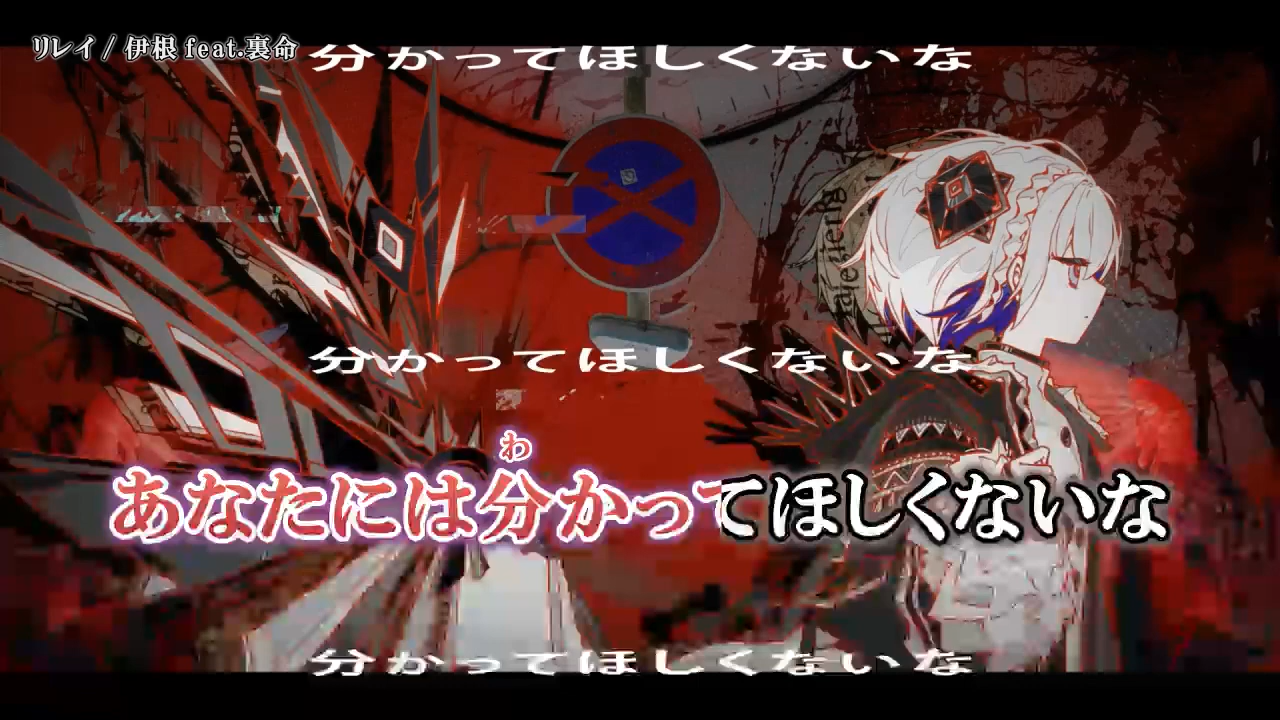 リレイ / 伊根 feat.裏命
分かってほしくないな
分かってほしくないな
わ
あなたには分かってほしくないな
分かってほしくないな